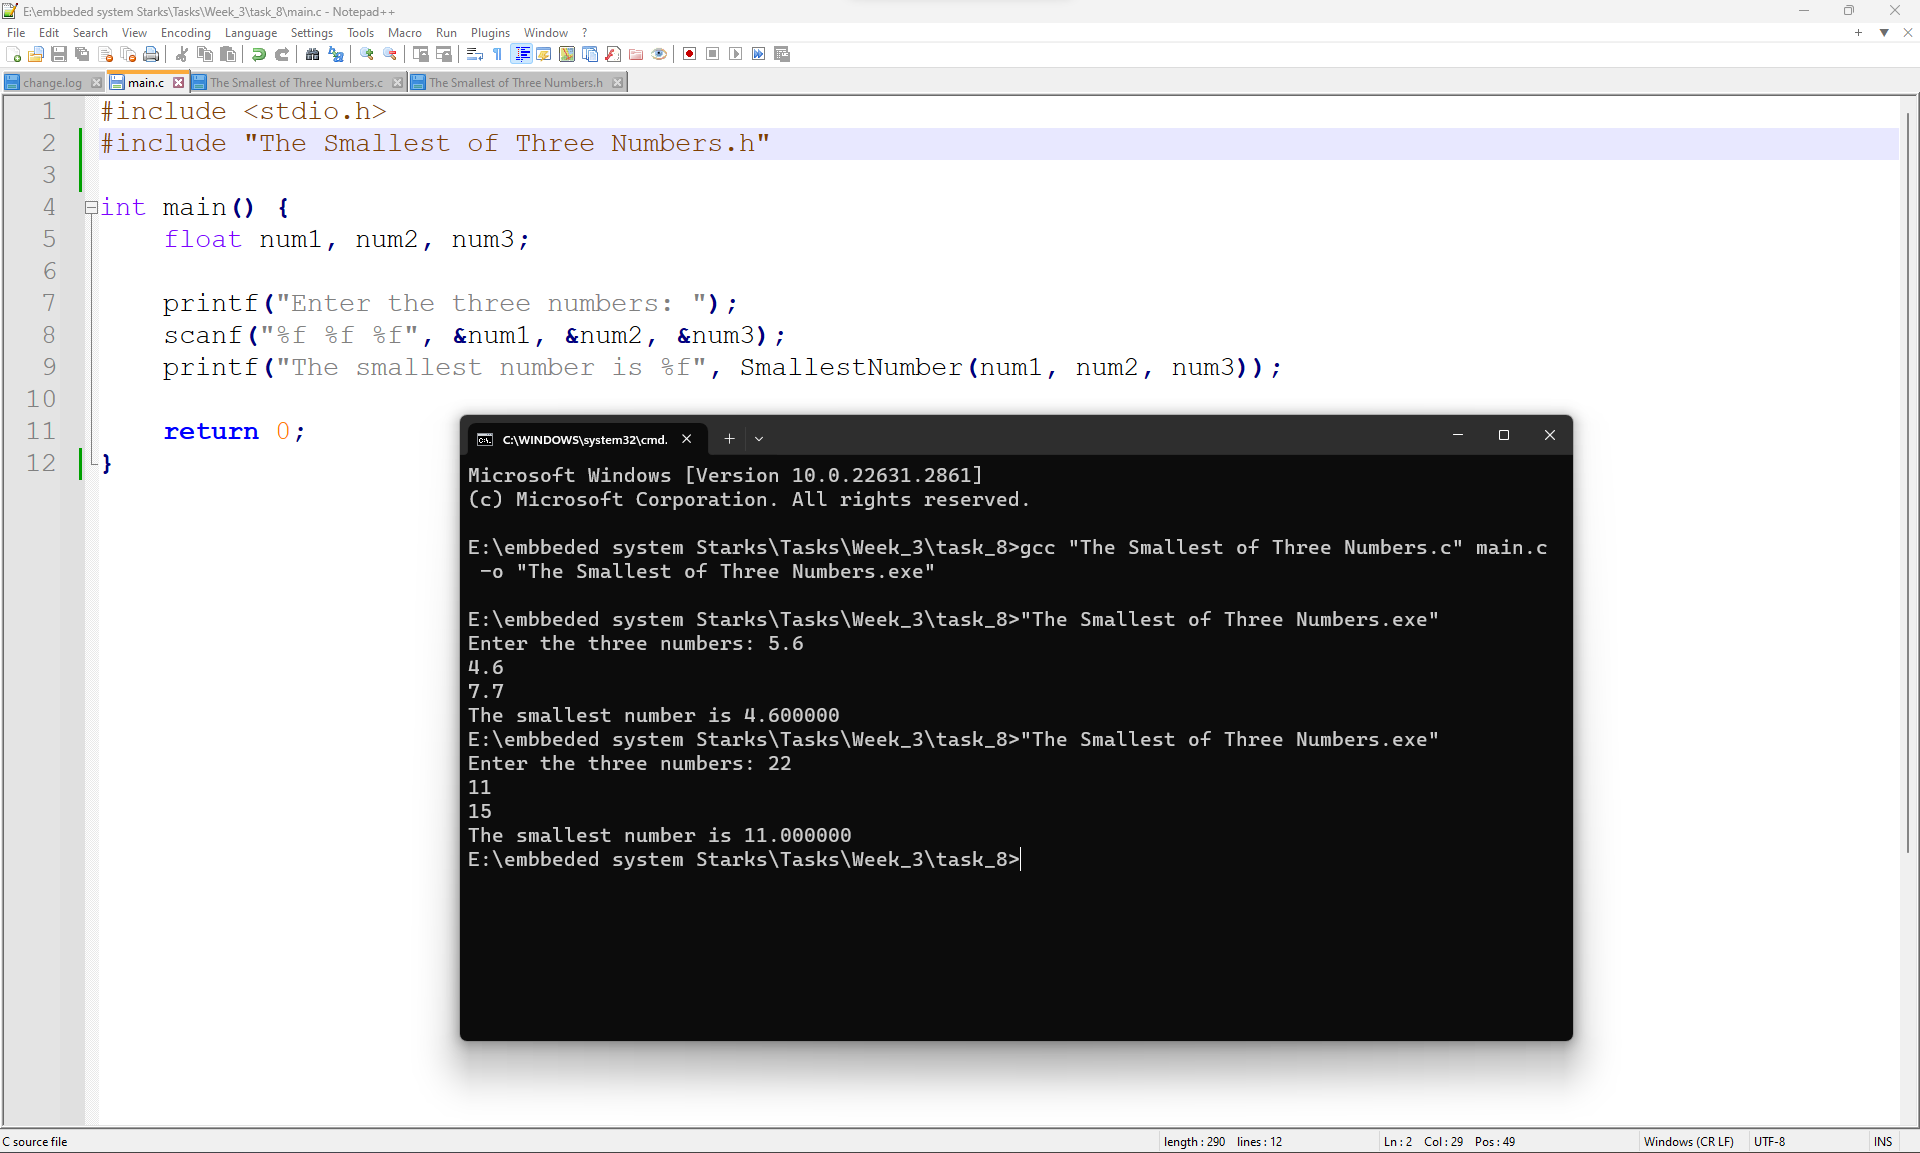 E:\embbeded system Starks\Tasks\Week_3\task_8\main.c - Notepad++
File Edit Search View Encoding Language Settings Tools Macro Run Plugins Window ?
change.log main.c The Smallest of Three Numbers.c The Smallest of Three Numbers.h
1 #include <stdio.h>
2 #include "The Smallest of Three Numbers.h"
3
4 int main() {
5 float num1, num2, num3;
6
7 printf("Enter the three numbers: ");
8 scanf("%f %f %f", &num1, &num2, &num3);
9 printf("The smallest number is %f", SmallestNumber(num1, num2, num3));
10
11 return 0;
12 }
C:\WINDOWS\system32\cmd.
Microsoft Windows [Version 10.0.22631.2861]
(c) Microsoft Corporation. All rights reserved.
E:\embbeded system Starks\Tasks\Week_3\task_8>gcc "The Smallest of Three Numbers.c" main.c
-o "The Smallest of Three Numbers.exe"
E:\embbeded system Starks\Tasks\Week_3\task_8>"The Smallest of Three Numbers.exe"
Enter the three numbers: 5.6
4.6
7.7
The smallest number is 4.600000
E:\embbeded system Starks\Tasks\Week_3\task_8>"The Smallest of Three Numbers.exe"
Enter the three numbers: 22
11
15
The smallest number is 11.000000
E:\embbeded system Starks\Tasks\Week_3\task_8>
C source file length : 290 lines : 12 Ln : 2 Col : 29 Pos : 49 Windows (CR LF) UTF-8 INS